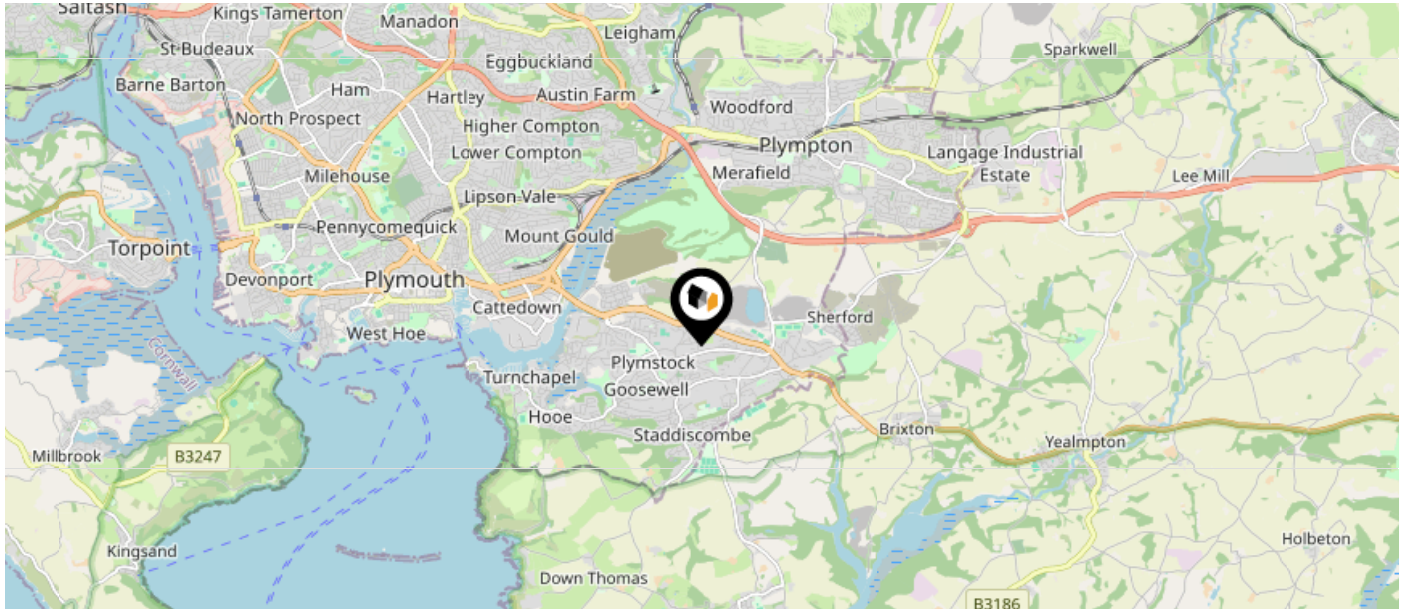 Saltash
Kings Tamerton
Manadon
Leigham
Sparkwell
St Budeaux
Eggbuckland
Barne Barton
Ham
Hartley
Austin Farm
Woodford
North Prospect
Higher Compton
Plympton
Lower Compton
Langage Industrial
Estate
Milehouse
Merafield
Lee Mill
Lipson Vale
Pennycomequick
Mount Gould
Torpoint
Devonport
Plymouth
Cattedown
Sherford
West Hoe
Cornwall
Plymstock
Turnchapel
Goosewell
Hooe
Staddiscombe
Brixton
Yealmpton
Millbrook
B3247
Kingsand
Holbeton
Down Thomas
B3186